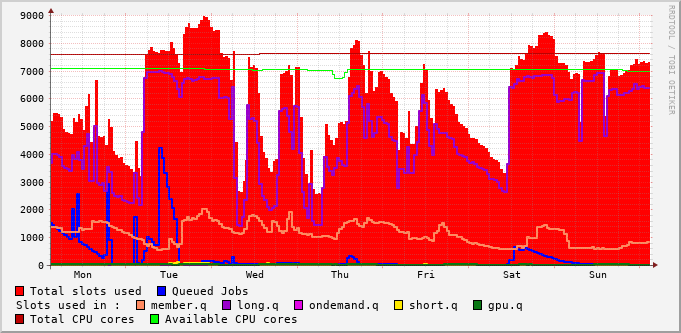 9000
8000
7000
6000
5000
4000
3000
2000
1000
0
Mon Tue Wed Thu Fri Sat Sun
RRDTOOL / TOBI OETIKER
Total slots used Queued Jobs
Slots used in : member.q long.q ondemand.q short.q gpu.q
Total CPU cores Available CPU cores